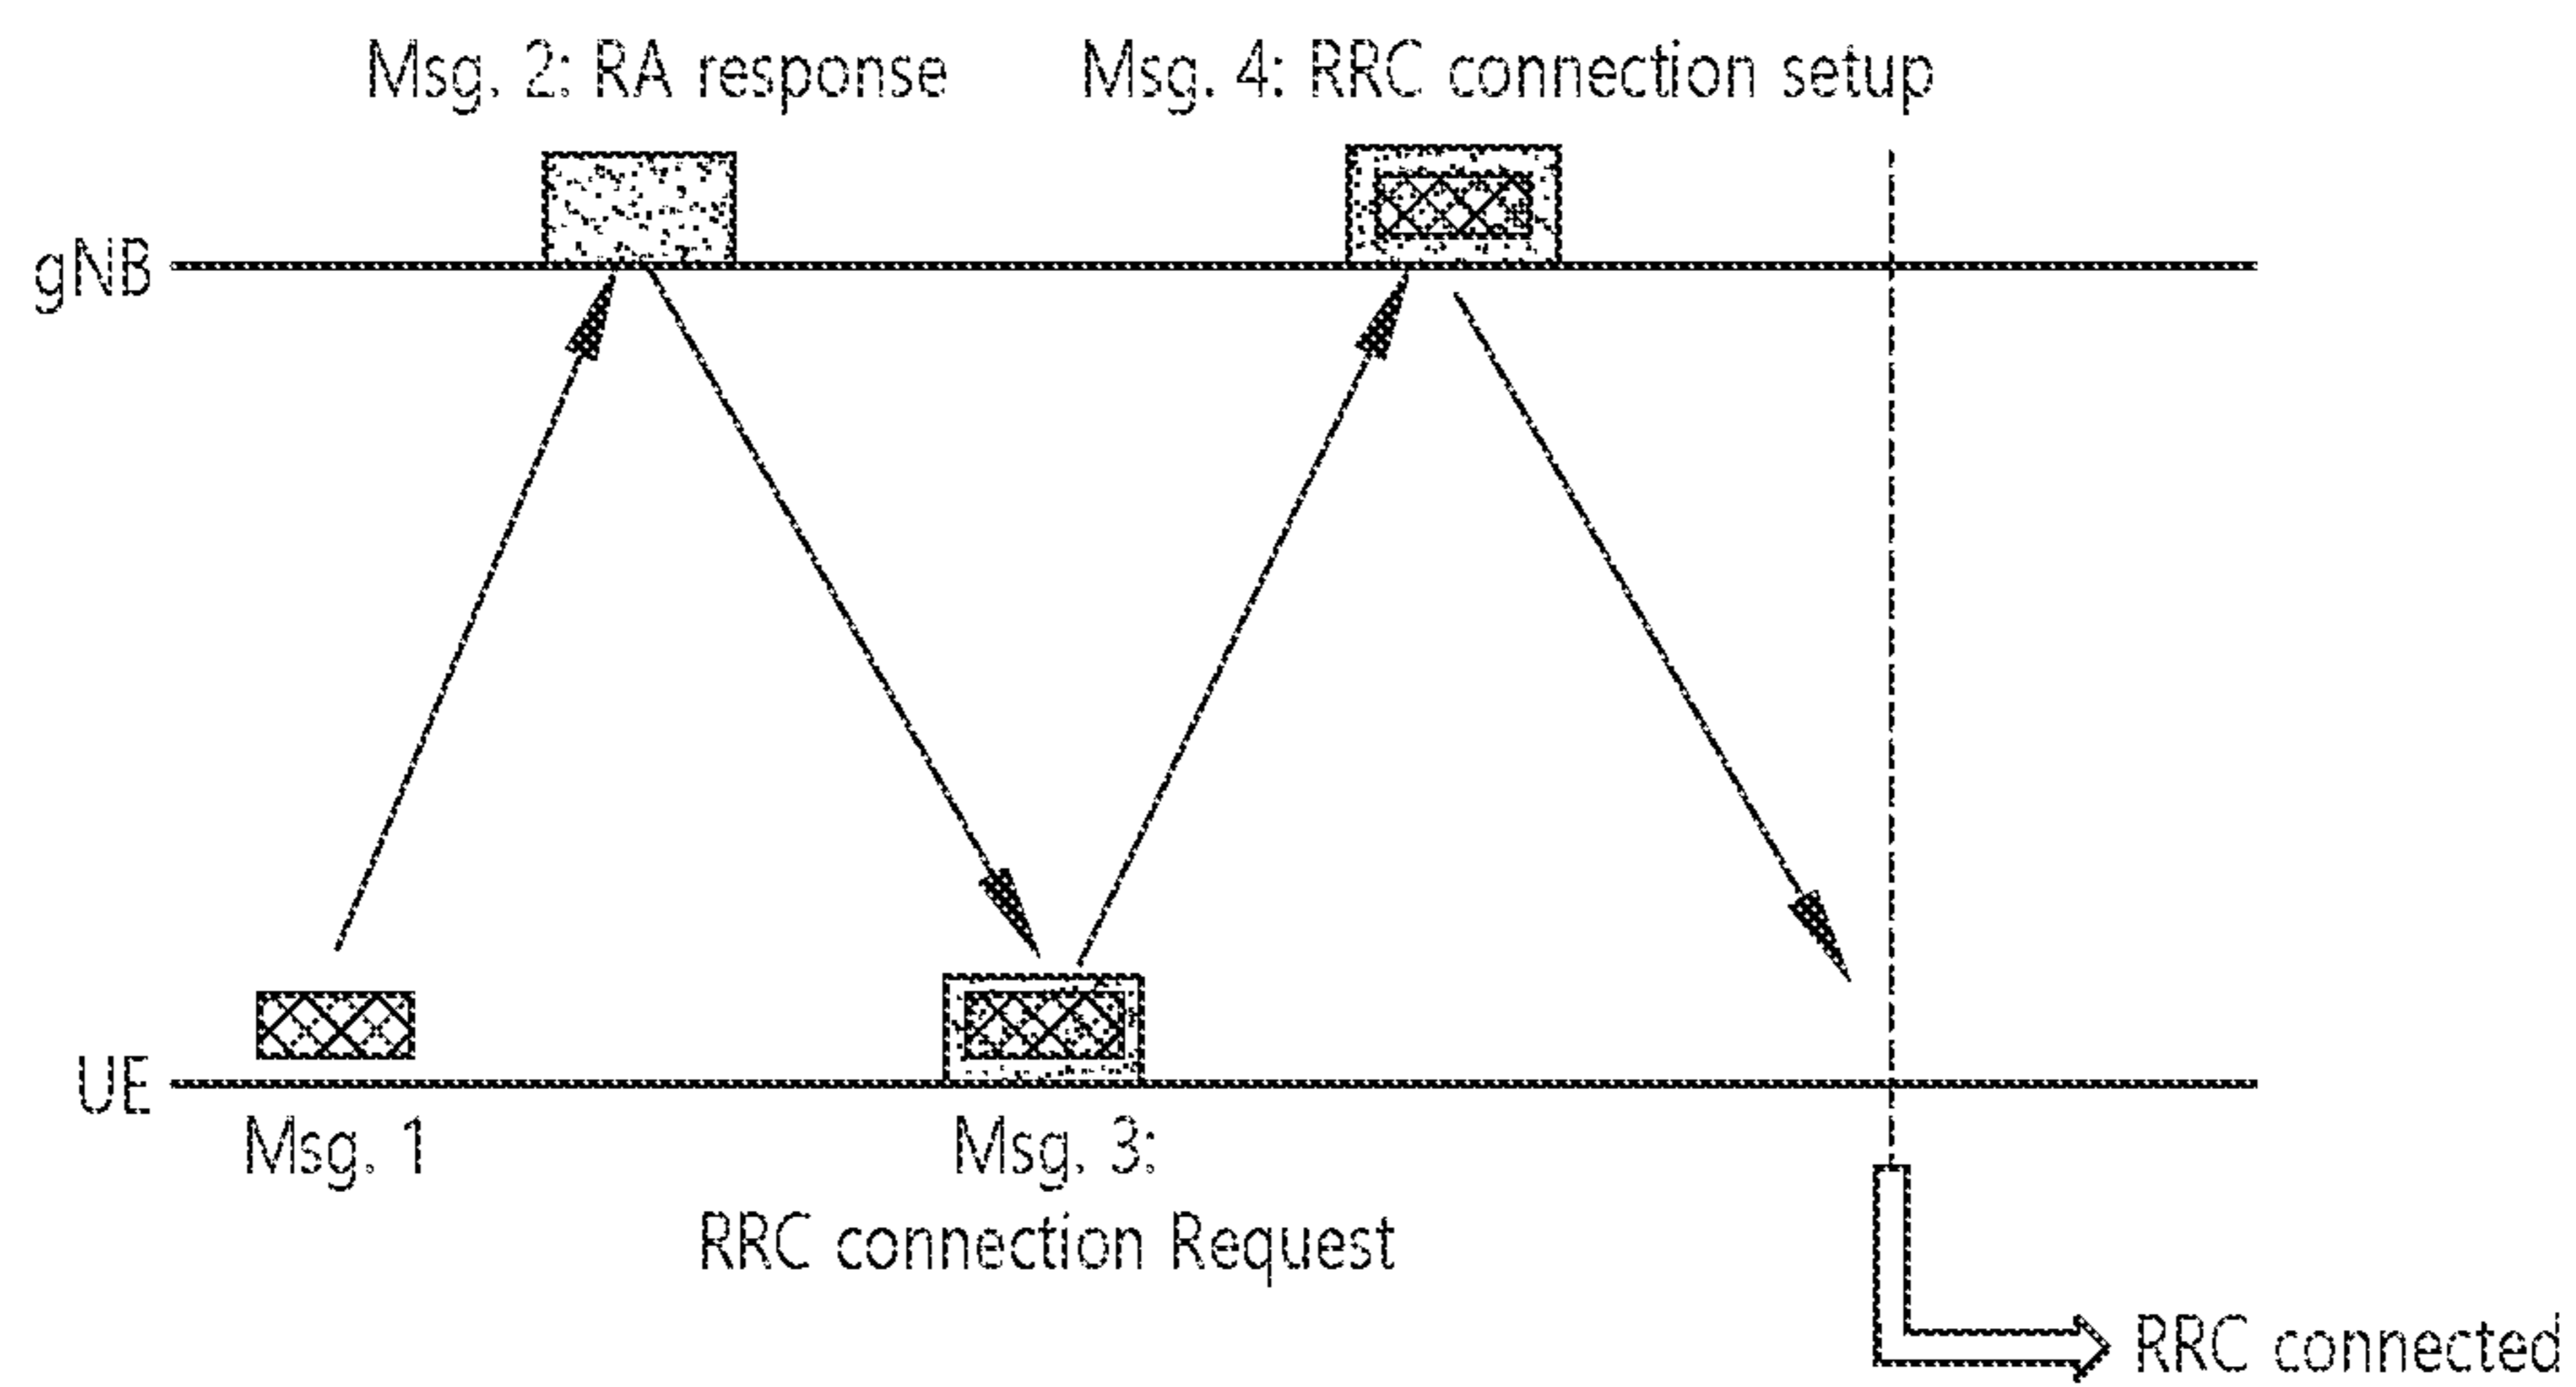 Msg. 2: RA response
Msg. 4: RRC connection setup
gNB
UE
Msg. 1
Msg. 3:
RRC connection Request
RRC connected